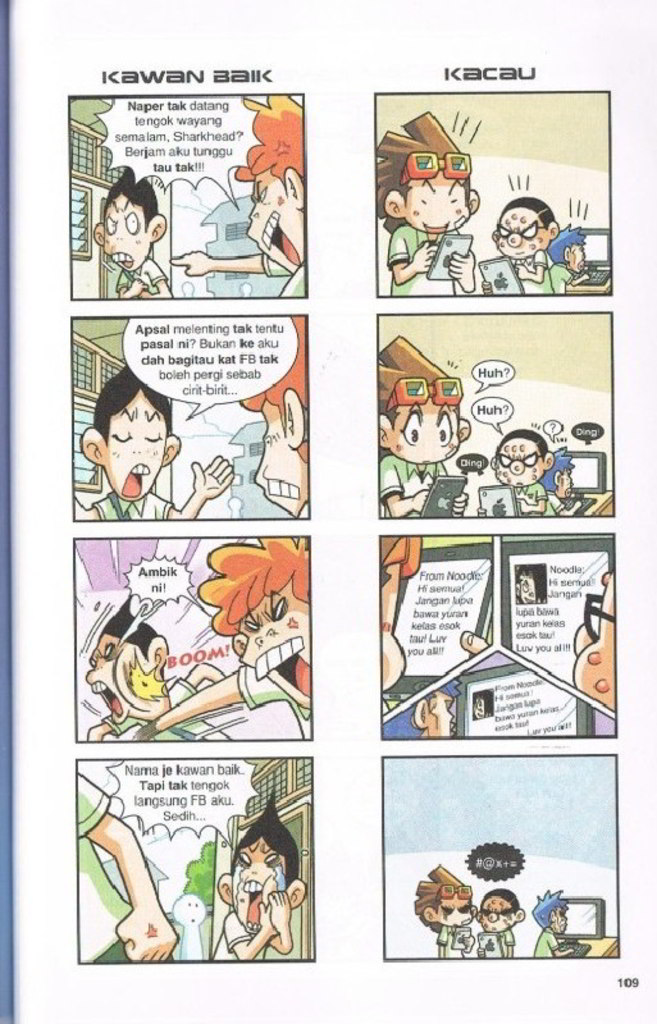 KAWAN BAIK
Naper tak datang
tengok wayang
semalam, Sharkhead?
Berjam aku tunggu
tau tak!!!
Apsal melenting tak tentu
pasal ni? Bukan ke aku
dah bagitau kat FB tak
boleh pergi sebab
cirit-birit...
Ambik
ni!
BOOM!
Nama je kawan baik.
Tapi tak tengok
langsung FB aku.
Sedih...
KACAU
Huh?
Huh?
?
Ding!
Ding!
From Noodle:
Hi semua!
Jangan lupa
bawa yuran
kelas esok
tau! Luv
you all!!
Noodle:
Hi semua!
Jangan
lupa bawa
yuran kelas
esok tau!
Luv you all!!!
From Noodle:
Hi semua!
Jangan lupa
bawa yuran kelas
esok tau!
Luv you all!!
#@x+=
109